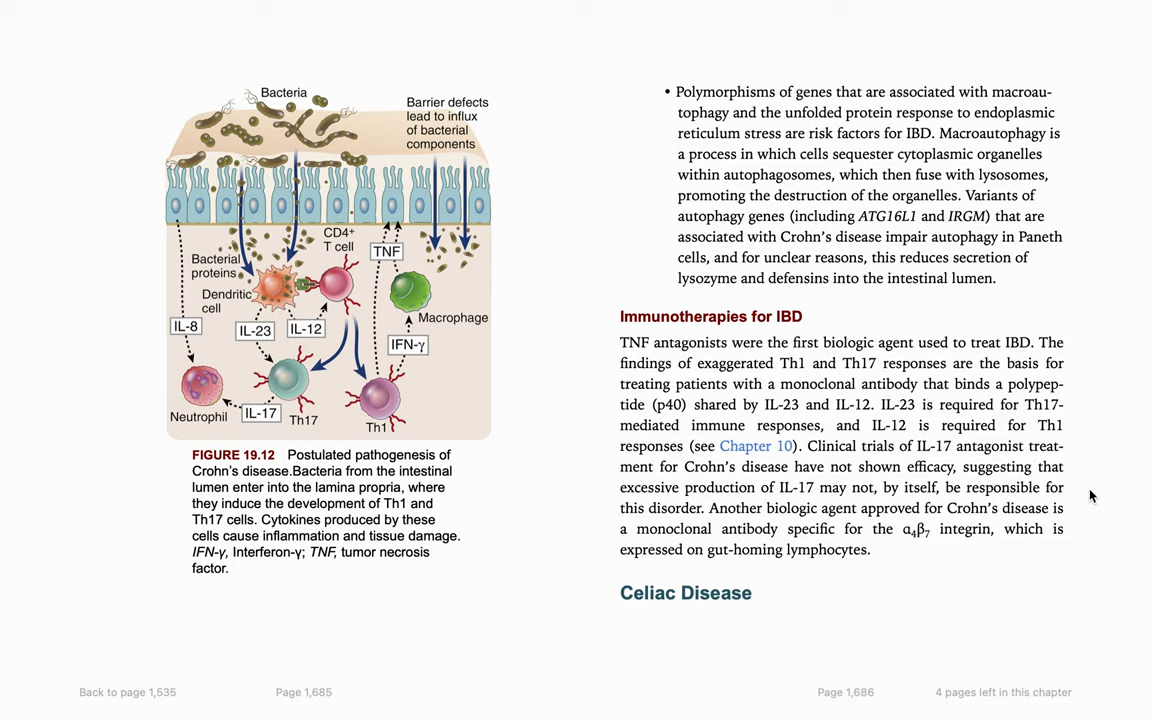 Bacteria
Barrier defects
lead to influx
of bacterial
components
CD4+
T cell
TNF
Bacterial
proteins
Dendritic
cell
Macrophage
IL-8
IL-23
IL-12
IFN-γ
Neutrophil
IL-17
Th17
Th1
FIGURE 19.12 Postulated pathogenesis of
Crohn's disease.Bacteria from the intestinal
lumen enter into the lamina propria, where
they induce the development of Th1 and
Th17 cells. Cytokines produced by these
cells cause inflammation and tissue damage.
IFN-γ, Interferon-γ; TNF, tumor necrosis
factor.
• Polymorphisms of genes that are associated with macroau-
tophagy and the unfolded protein response to endoplasmic
reticulum stress are risk factors for IBD. Macroautophagy is
a process in which cells sequester cytoplasmic organelles
within autophagosomes, which then fuse with lysosomes,
promoting the destruction of the organelles. Variants of
autophagy genes (including ATG16L1 and IRGM) that are
associated with Crohn's disease impair autophagy in Paneth
cells, and for unclear reasons, this reduces secretion of
lysozyme and defensins into the intestinal lumen.
Immunotherapies for IBD
TNF antagonists were the first biologic agent used to treat IBD. The
findings of exaggerated Th1 and Th17 responses are the basis for
treating patients with a monoclonal antibody that binds a polypep-
tide (p40) shared by IL-23 and IL-12. IL-23 is required for Th17-
mediated immune responses, and IL-12 is required for Th1
responses (see Chapter 10). Clinical trials of IL-17 antagonist treat-
ment for Crohn's disease have not shown efficacy, suggesting that
excessive production of IL-17 may not, by itself, be responsible for
this disorder. Another biologic agent approved for Crohn's disease is
a monoclonal antibody specific for the α4β7 integrin, which is
expressed on gut-homing lymphocytes.
Celiac Disease
Back to page 1,535
Page 1,685
Page 1,686
4 pages left in this chapter